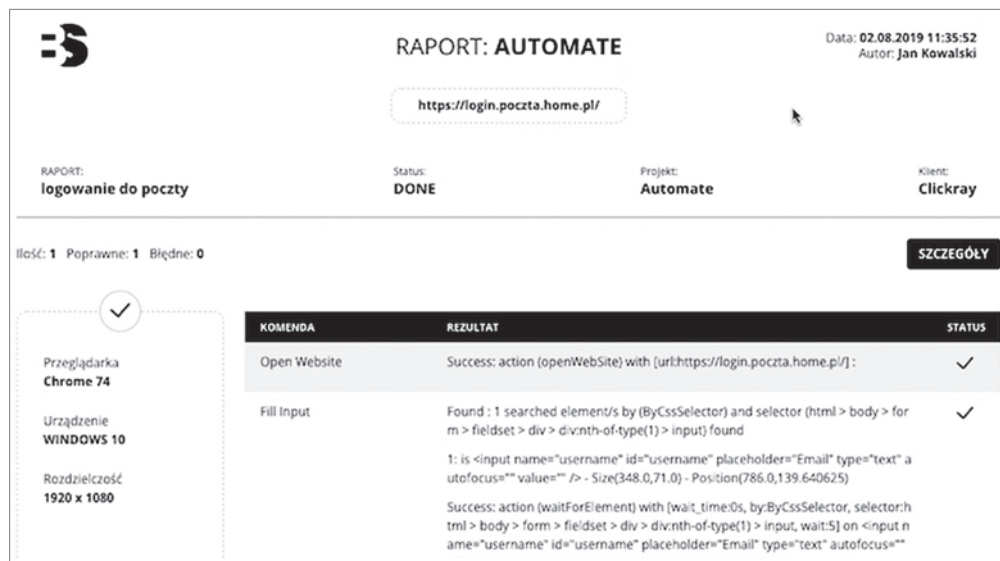 BS
RAPORT: AUTOMATE
Data: 02.08.2019 11:35:52
Autor: Jan Kowalski
https://login.poczta.home.pl/
RAPORT:
logowanie do poczty
Status:
DONE
Projekt:
Automate
Klient:
Clickray
Ilość: 1 Poprawne: 1 Błędne: 0
SZCZEGÓŁY
Przeglądarka
Chrome 74
Urządzenie
WINDOWS 10
Rozdzielczość
1920 x 1080
KOMENDA REZULTAT STATUS
Open Website Success: action (openWebSite) with [url:https://login.poczta.home.pl/] :
Fill Input Found : 1 searched element/s by (ByCssSelector) and selector (html > body > for
m > fieldset > div > div:nth-of-type(1) > input) found
1: is <input name="username" id="username" placeholder="Email" type="text" a
utofocus="" value="" /> - Size(348.0,71.0) - Position(786.0,139.640625)
Success: action (waitForElement) with [wait_time:0s, by:ByCssSelector, selector:h
tml > body > form > fieldset > div > div:nth-of-type(1) > input, wait:5] on <input n
ame="username" id="username" placeholder="Email" type="text" autofocus=""